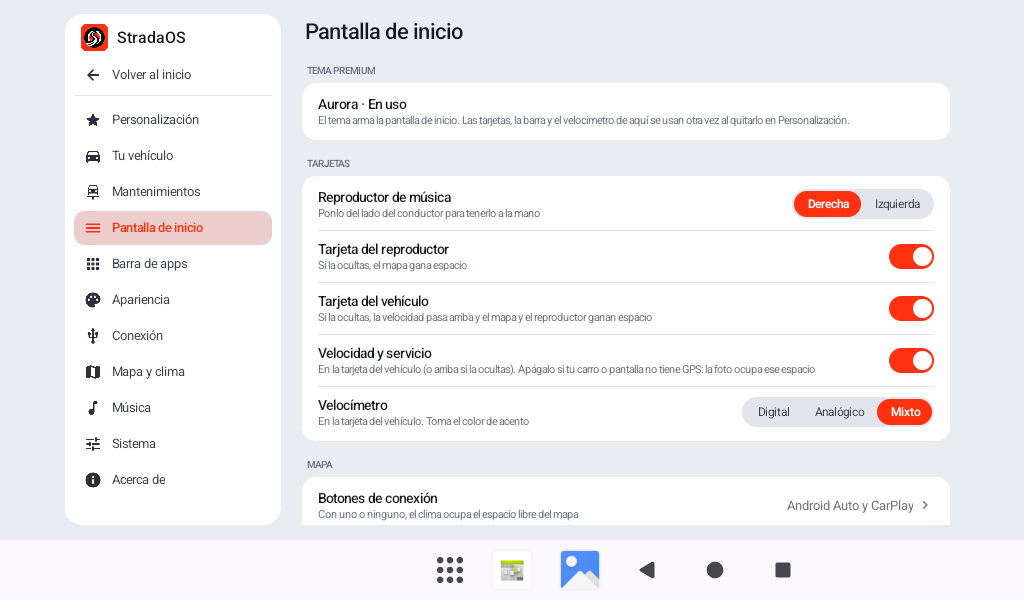 StradaOS
Volver al inicio
Personalización
Tu vehículo
Mantenimientos
Pantalla de inicio
Barra de apps
Apariencia
Conexión
Mapa y clima
Música
Sistema
Acerca de
Pantalla de inicio
TEMA PREMIUM
Aurora · En uso
El tema arma la pantalla de inicio. Las tarjetas, la barra y el velocímetro de aquí se usan otra vez al quitarlo en Personalización.
TARJETAS
Reproductor de música
Ponlo del lado del conductor para tenerlo a la mano
Derecha Izquierda
Tarjeta del reproductor
Si la ocultas, el mapa gana espacio
Tarjeta del vehículo
Si la ocultas, la velocidad pasa arriba y el mapa y el reproductor ganan espacio
Velocidad y servicio
En la tarjeta del vehículo (o arriba si la ocultas). Apágalo si tu carro o pantalla no tiene GPS: la foto ocupa ese espacio
Velocímetro
En la tarjeta del vehículo. Toma el color de acento
Digital Analógico Mixto
MAPA
Botones de conexión
Con uno o ninguno, el clima ocupa el espacio libre del mapa
Android Auto y CarPlay